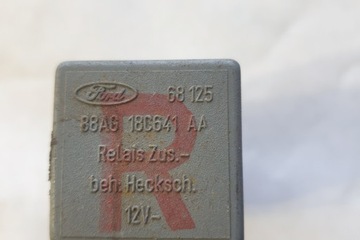 Ford 68 125
88AG 18C641 AA
Relais Zus.-
beh. Hecksch.
12V-
R